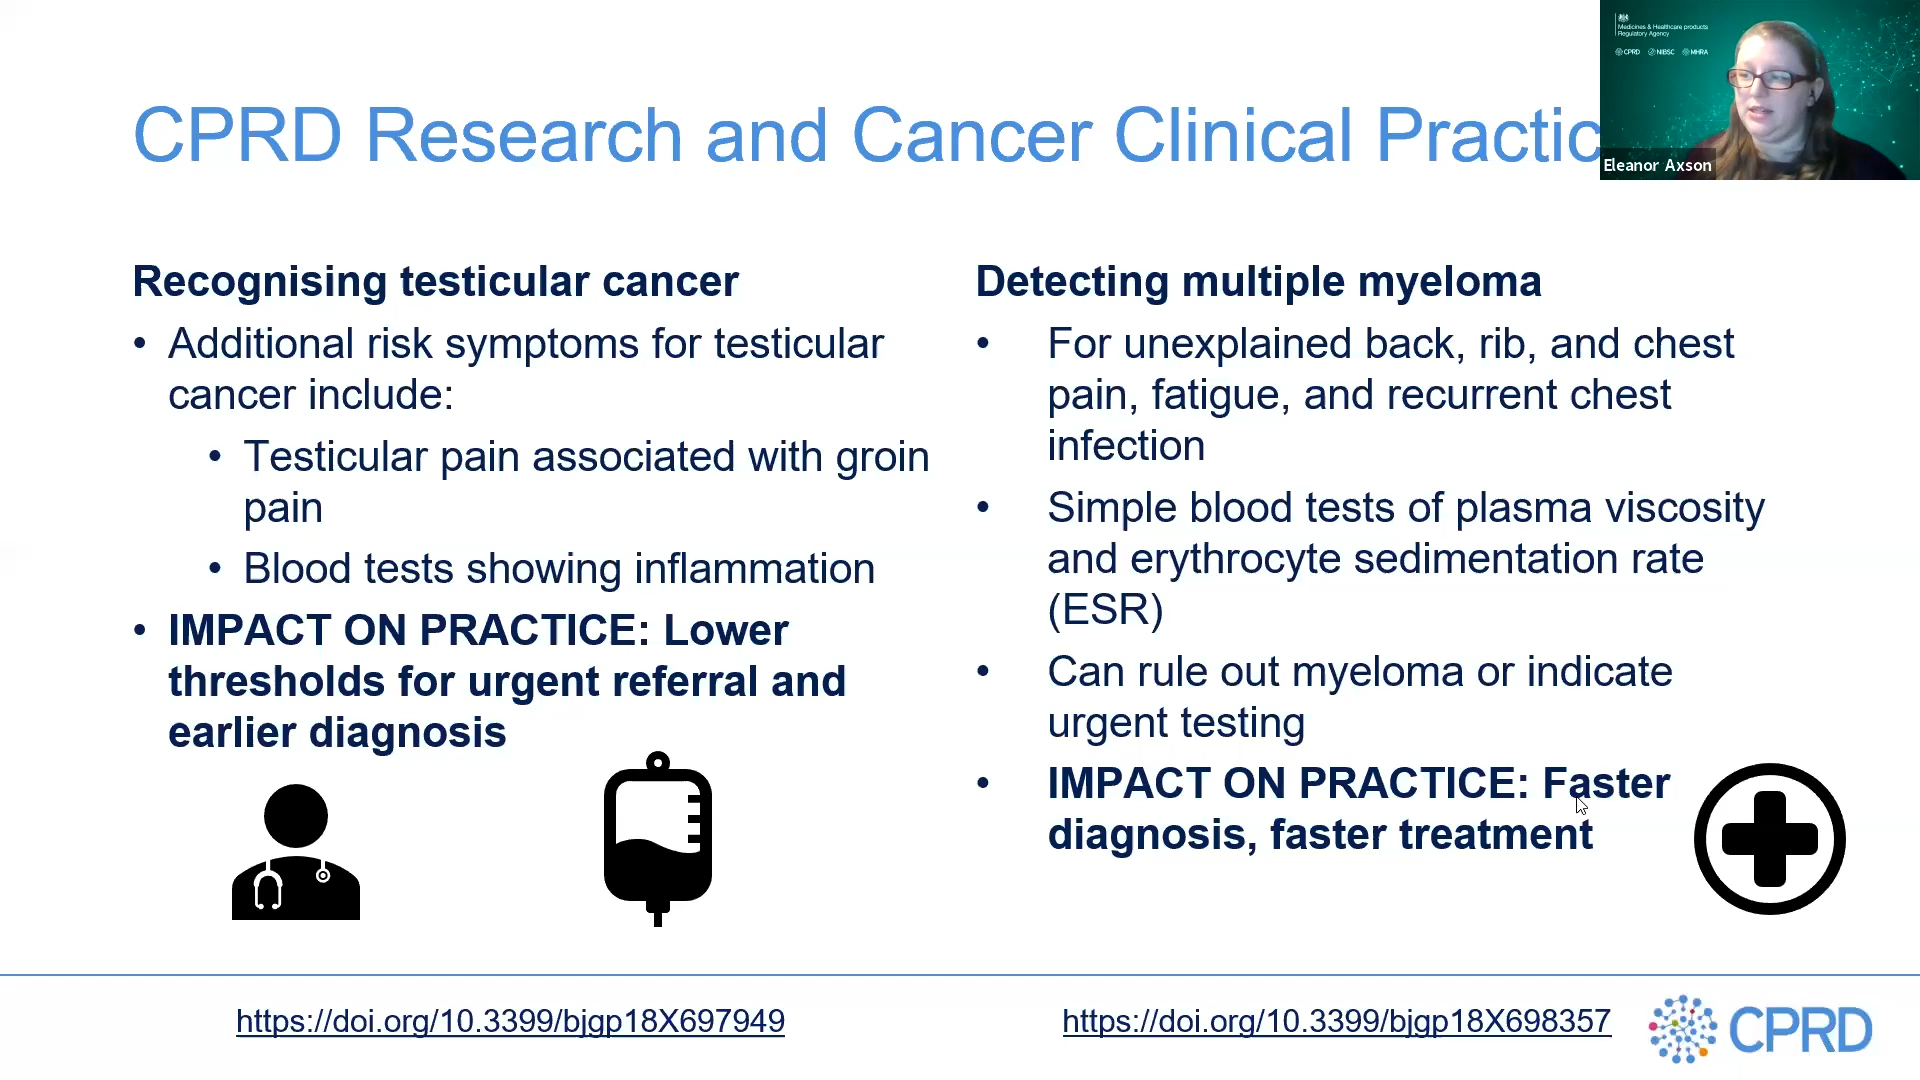 CPRD Research and Cancer Clinical Practic
Medicines & Healthcare products
Regulatory Agency
CPRD NIBSC MHRA
Eleanor Axson
Recognising testicular cancer
• Additional risk symptoms for testicular
cancer include:
• Testicular pain associated with groin
pain
• Blood tests showing inflammation
• IMPACT ON PRACTICE: Lower
thresholds for urgent referral and
earlier diagnosis
Detecting multiple myeloma
• For unexplained back, rib, and chest
pain, fatigue, and recurrent chest
infection
• Simple blood tests of plasma viscosity
and erythrocyte sedimentation rate
(ESR)
• Can rule out myeloma or indicate
urgent testing
• IMPACT ON PRACTICE: Faster
diagnosis, faster treatment
https://doi.org/10.3399/bjgp18X697949
https://doi.org/10.3399/bjgp18X698357
CPRD